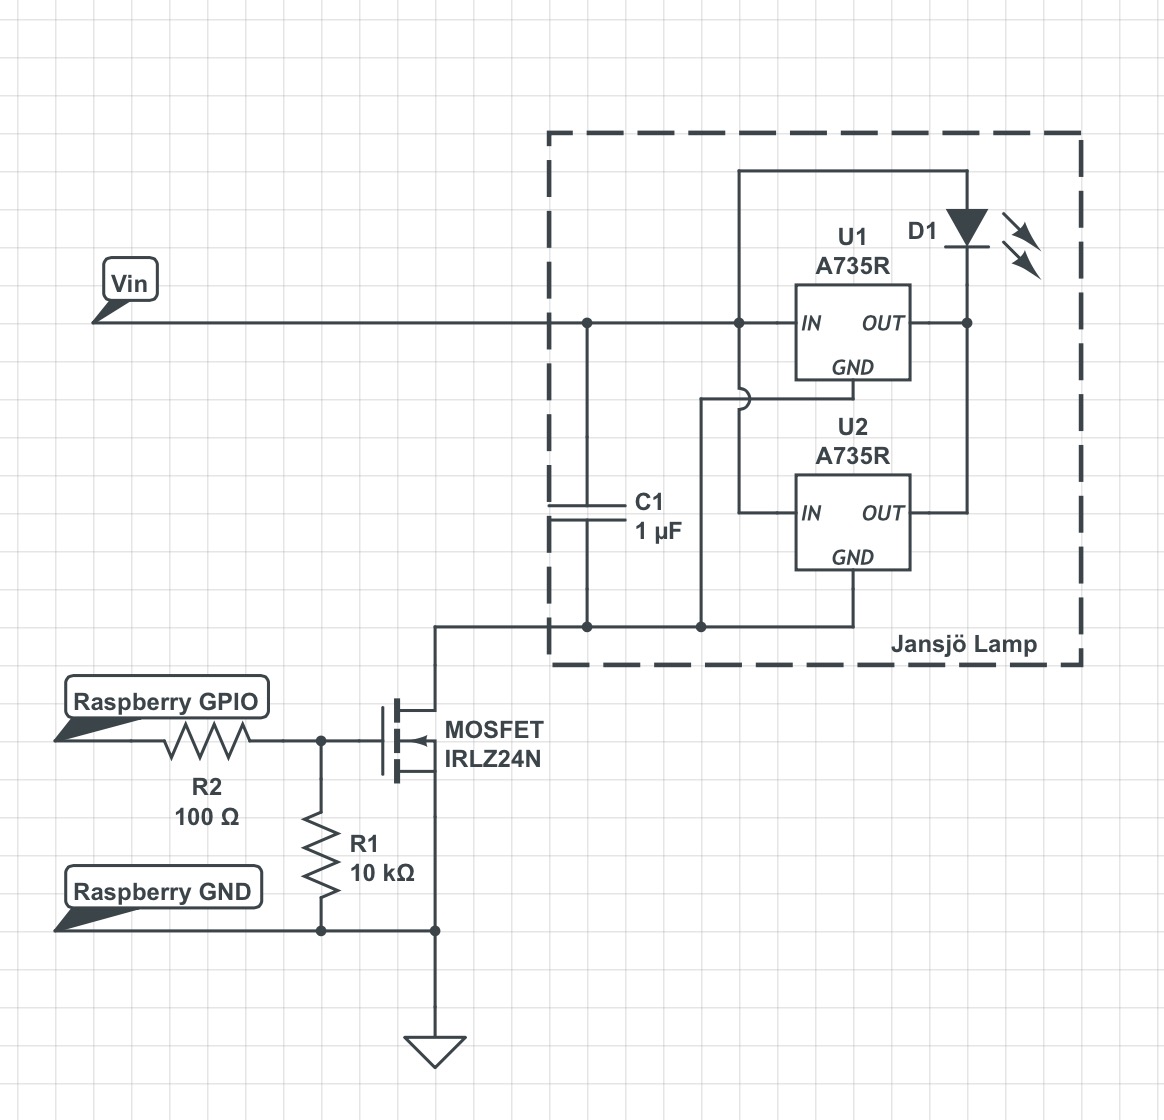 Vin
U1
A735R
IN
OUT
GND
D1
U2
A735R
IN
OUT
GND
C1
1 µF
Jansjö Lamp
Raspberry GPIO
R2
100 Ω
MOSFET
IRLZ24N
R1
10 kΩ
Raspberry GND